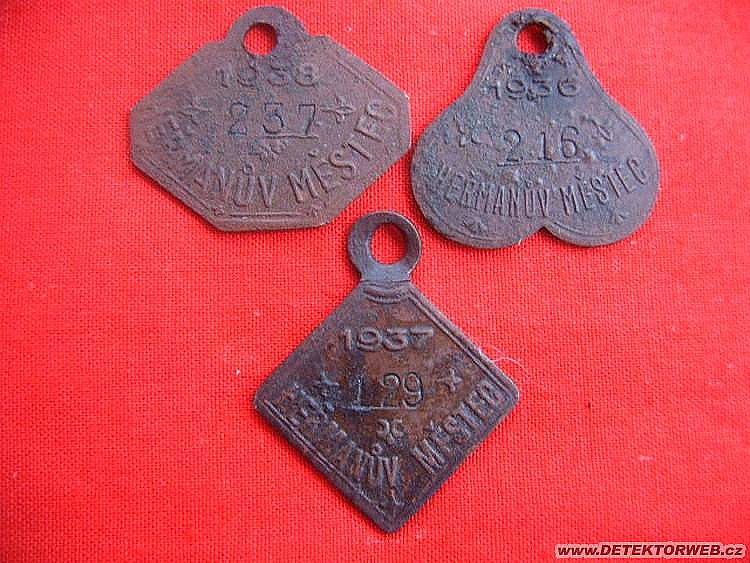 1938
237
HEŘMANŮV MĚSTEC
1936
216
HEŘMANŮV MĚSTEC
1937
129
HEŘMANŮV MĚSTEC
www.DETEKTORWEB.cz